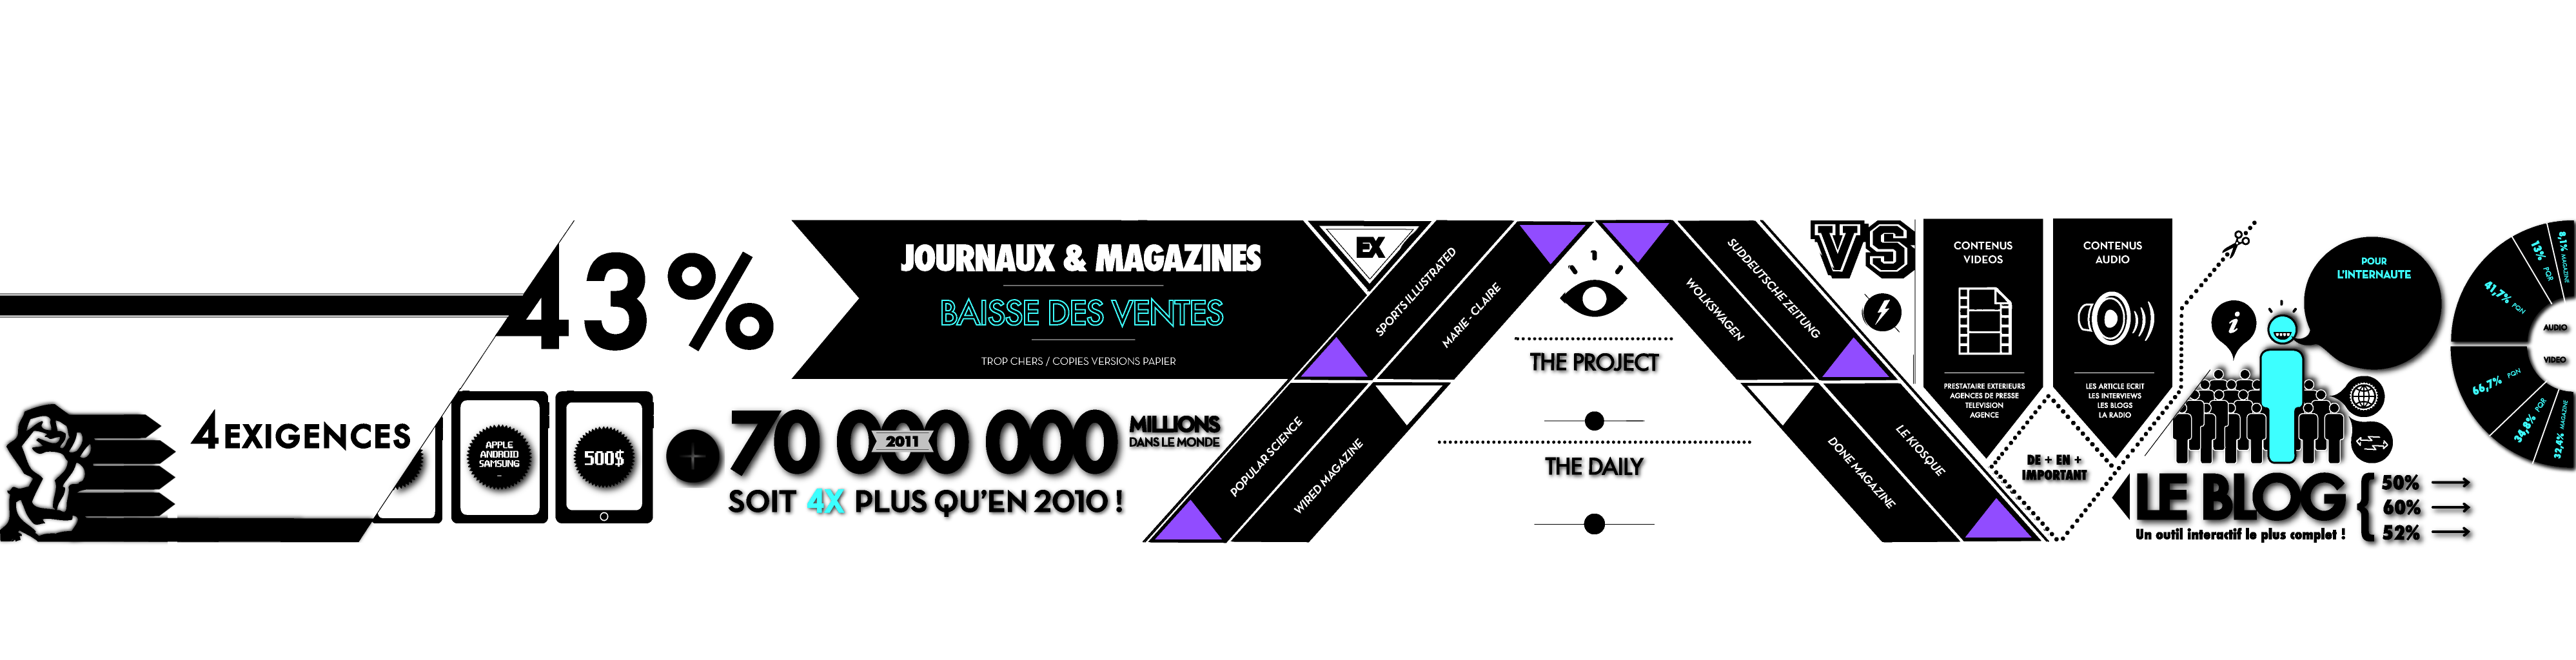 4 EXIGENCES
43%
APPLE
ANDROID
SAMSUNG
...
500$
+
70 000 000
2011
MILLIONS
DANS LE MONDE
SOIT 4X PLUS QU'EN 2010 !
JOURNAUX & MAGAZINES
BAISSE DES VENTES
TROP CHERS / COPIES VERSIONS PAPIER
EX
SPORTS ILLUSTRATED
MARIE - CLAIRE
POPULAR SCIENCE
WIRED MAGAZINE
THE PROJECT
THE DAILY
SUDDEUTSCHE ZEITUNG
WOLKSWAGEN
LE KIOSQUE
DONE MAGAZINE
VS
CONTENUS
VIDEOS
PRESTATAIRE EXTERIEURS
AGENCES DE PRESSE
TELEVISION
AGENCE
CONTENUS
AUDIO
LES ARTICLE ECRIT
LES INTERVIEWS
LES BLOGS
LA RADIO
DE + EN +
IMPORTANT
i
POUR
L'INTERNAUTE
LE BLOG
Un outil interactif le plus complet !
50%
60%
52%
8,1% MAGAZINE
13% PQR
41,7% PQN
AUDIO
VIDEO
66,7% PQN
34,8% PQR
32,4% MAGAZINE